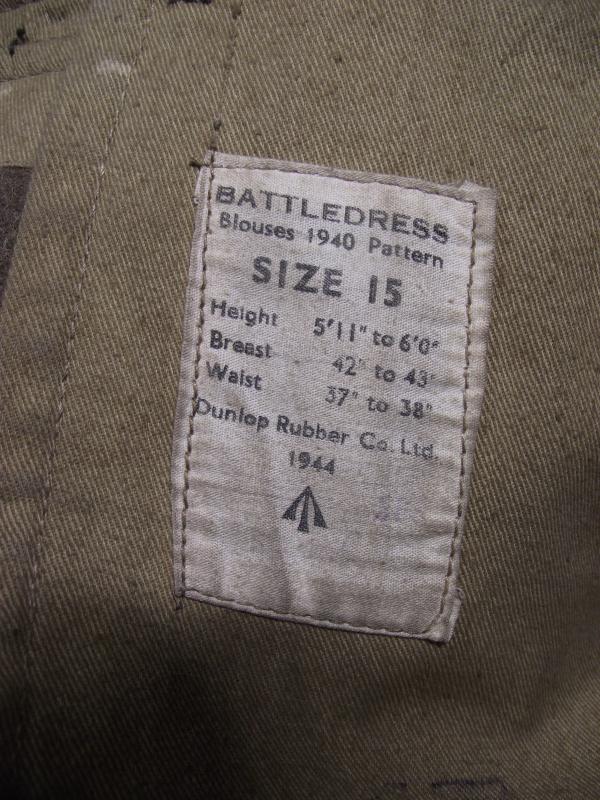 BATTLEDRESS
Blouses 1940 Pattern
SIZE 15
Height 5'11" to 6'0"
Breast 42" to 43"
Waist 37" to 38"
Dunlop Rubber Co. Ltd.
1944